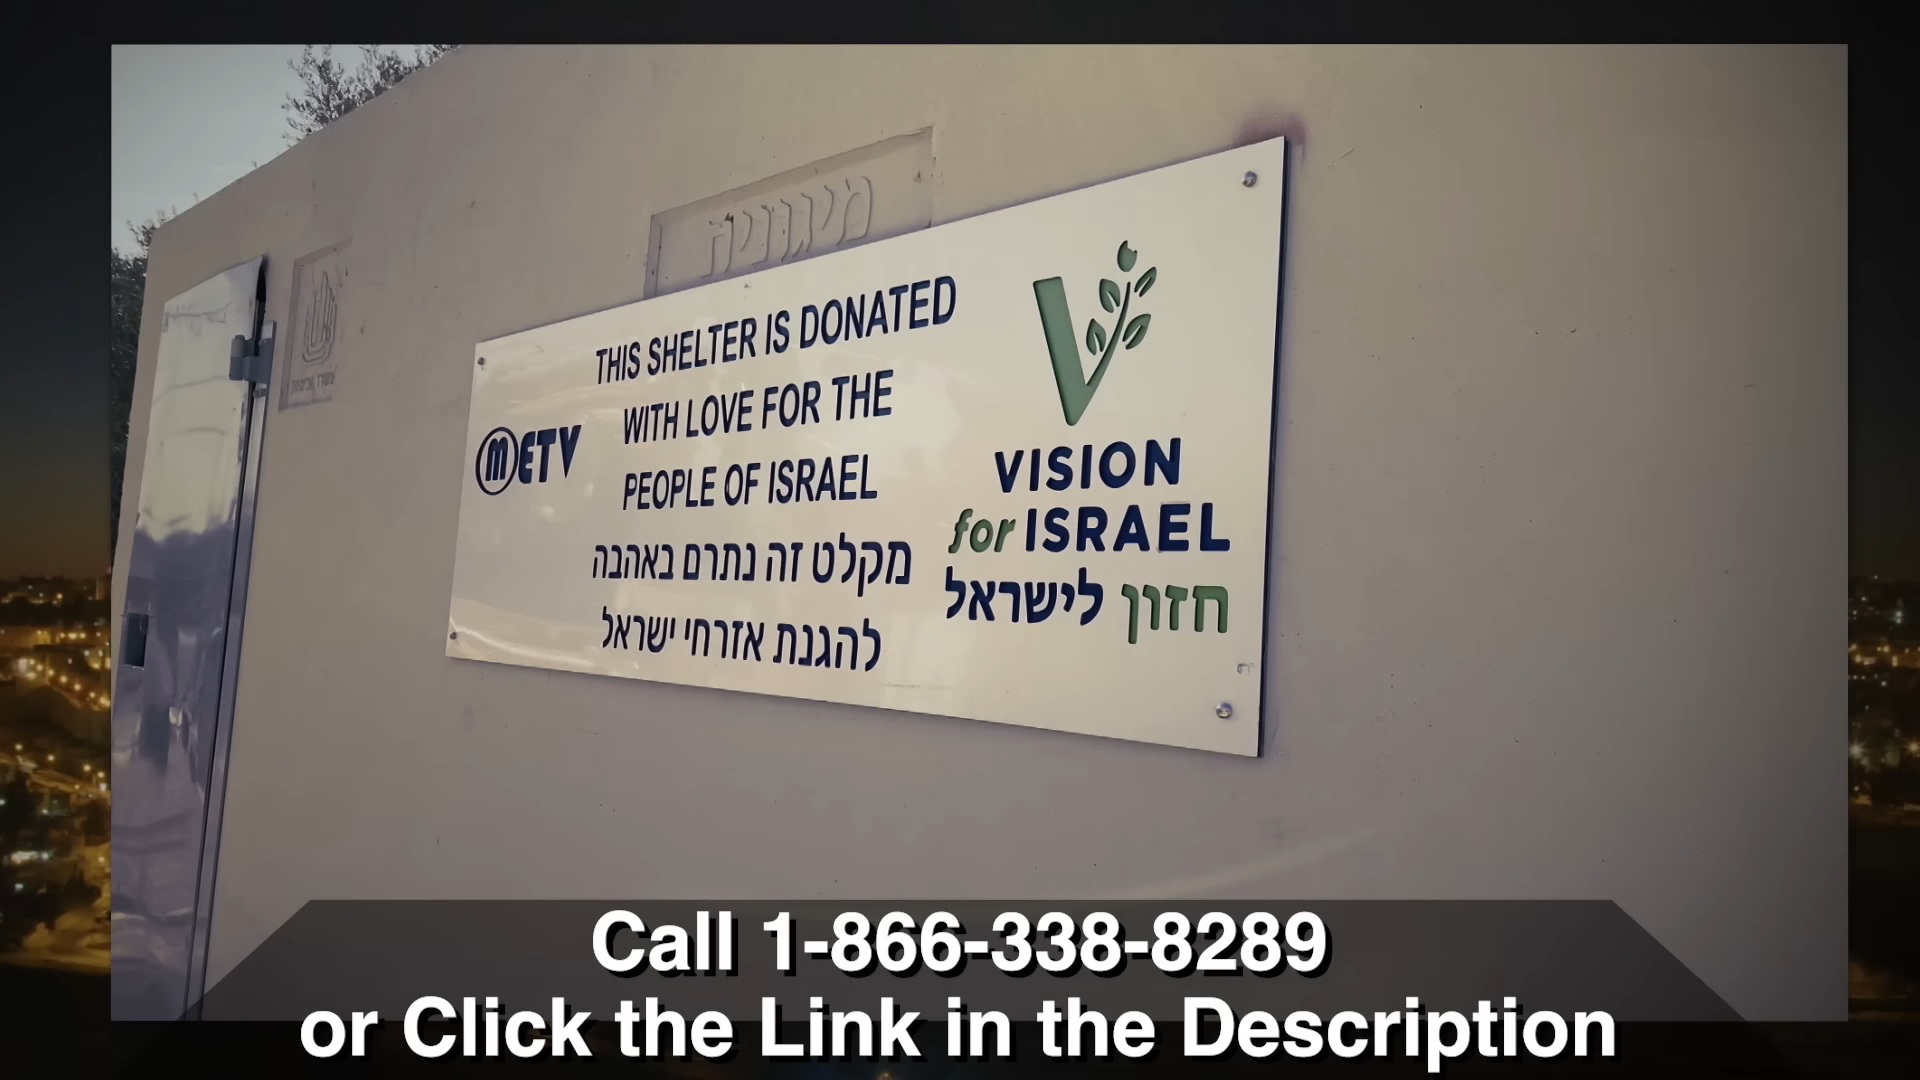 מיגונית
METV
THIS SHELTER IS DONATED
WITH LOVE FOR THE
PEOPLE OF ISRAEL
מקלט זה נתרם באהבה
להגנת אזרחי ישראל
VISION
for ISRAEL
חזון לישראל
Call 1-866-338-8289
or Click the Link in the Description